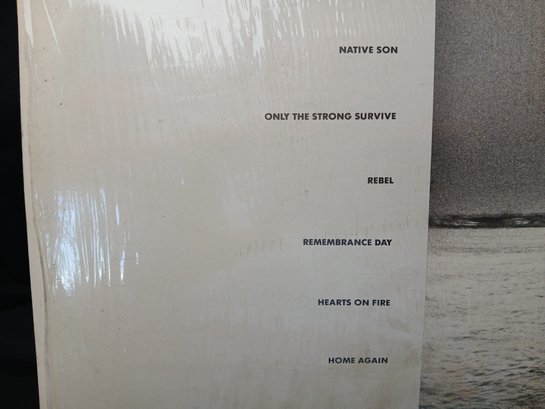 NATIVE SON
ONLY THE STRONG SURVIVE
REBEL
REMEMBRANCE DAY
HEARTS ON FIRE
HOME AGAIN